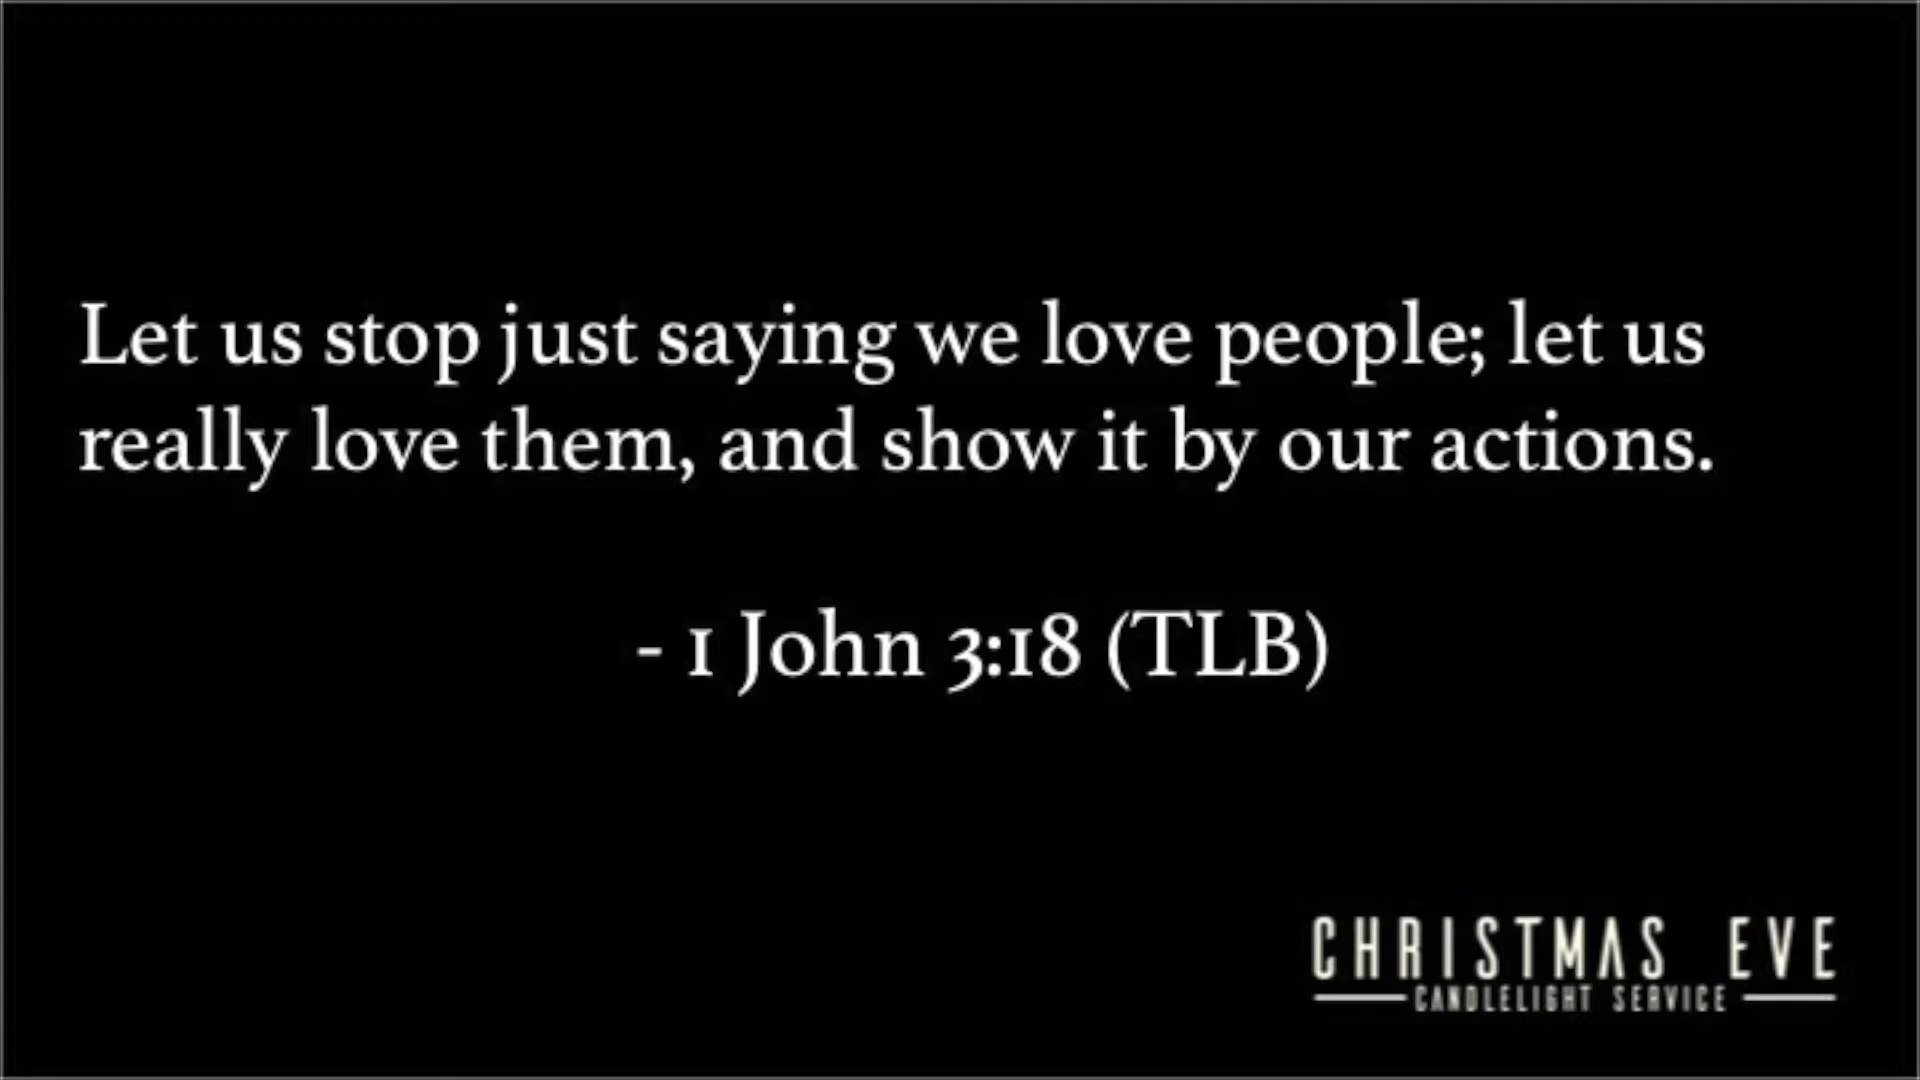 Let us stop just saying we love people; let us
really love them, and show it by our actions.
- 1 John 3:18 (TLB)
CHRISTMAS EVE
CANDLELIGHT SERVICE